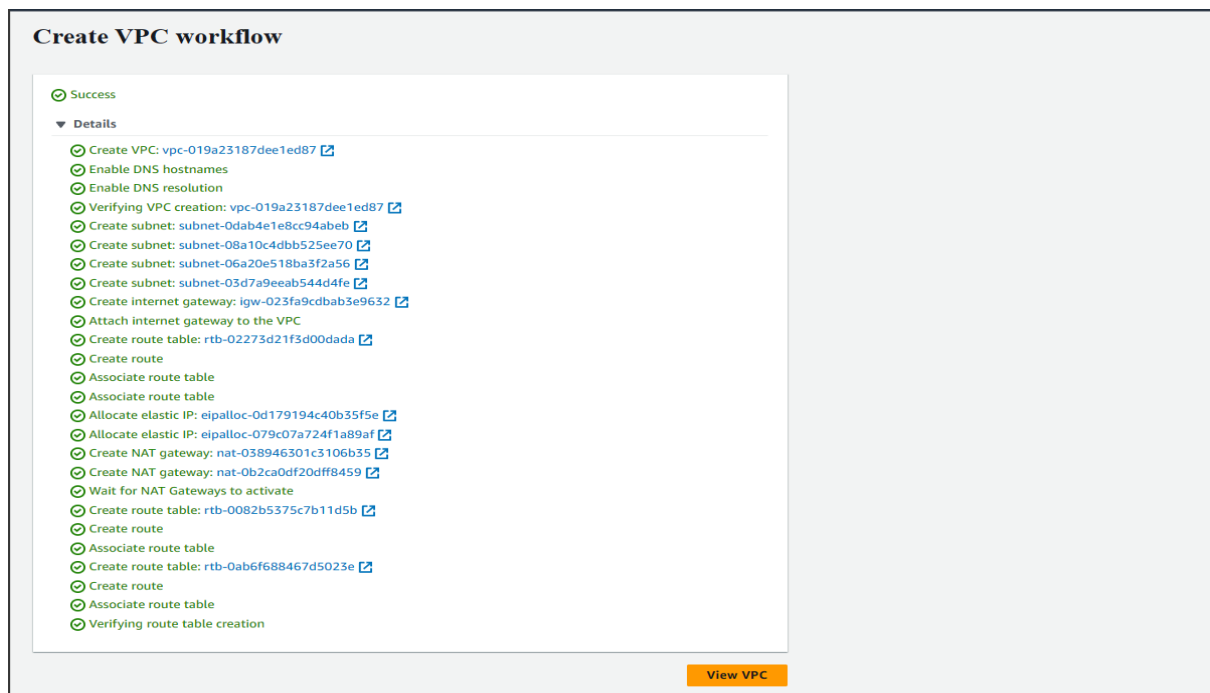 Create VPC workflow
Success
Details
Create VPC: vpc-019a23187dee1ed87
Enable DNS hostnames
Enable DNS resolution
Verifying VPC creation: vpc-019a23187dee1ed87
Create subnet: subnet-0dab4e1e8cc94abeb
Create subnet: subnet-08a10c4dbb525ee70
Create subnet: subnet-06a20e518ba3f2a56
Create subnet: subnet-03d7a9eeab544d4fe
Create internet gateway: igw-023fa9cdbab3e9632
Attach internet gateway to the VPC
Create route table: rtb-02273d21f3d00dada
Create route
Associate route table
Associate route table
Allocate elastic IP: eipalloc-0d179194c40b35f5e
Allocate elastic IP: eipalloc-079c07a724f1a89af
Create NAT gateway: nat-038946301c3106b35
Create NAT gateway: nat-0b2ca0df20dff8459
Wait for NAT Gateways to activate
Create route table: rtb-0082b5375c7b11d5b
Create route
Associate route table
Create route table: rtb-0ab6f688467d5023e
Create route
Associate route table
Verifying route table creation
View VPC